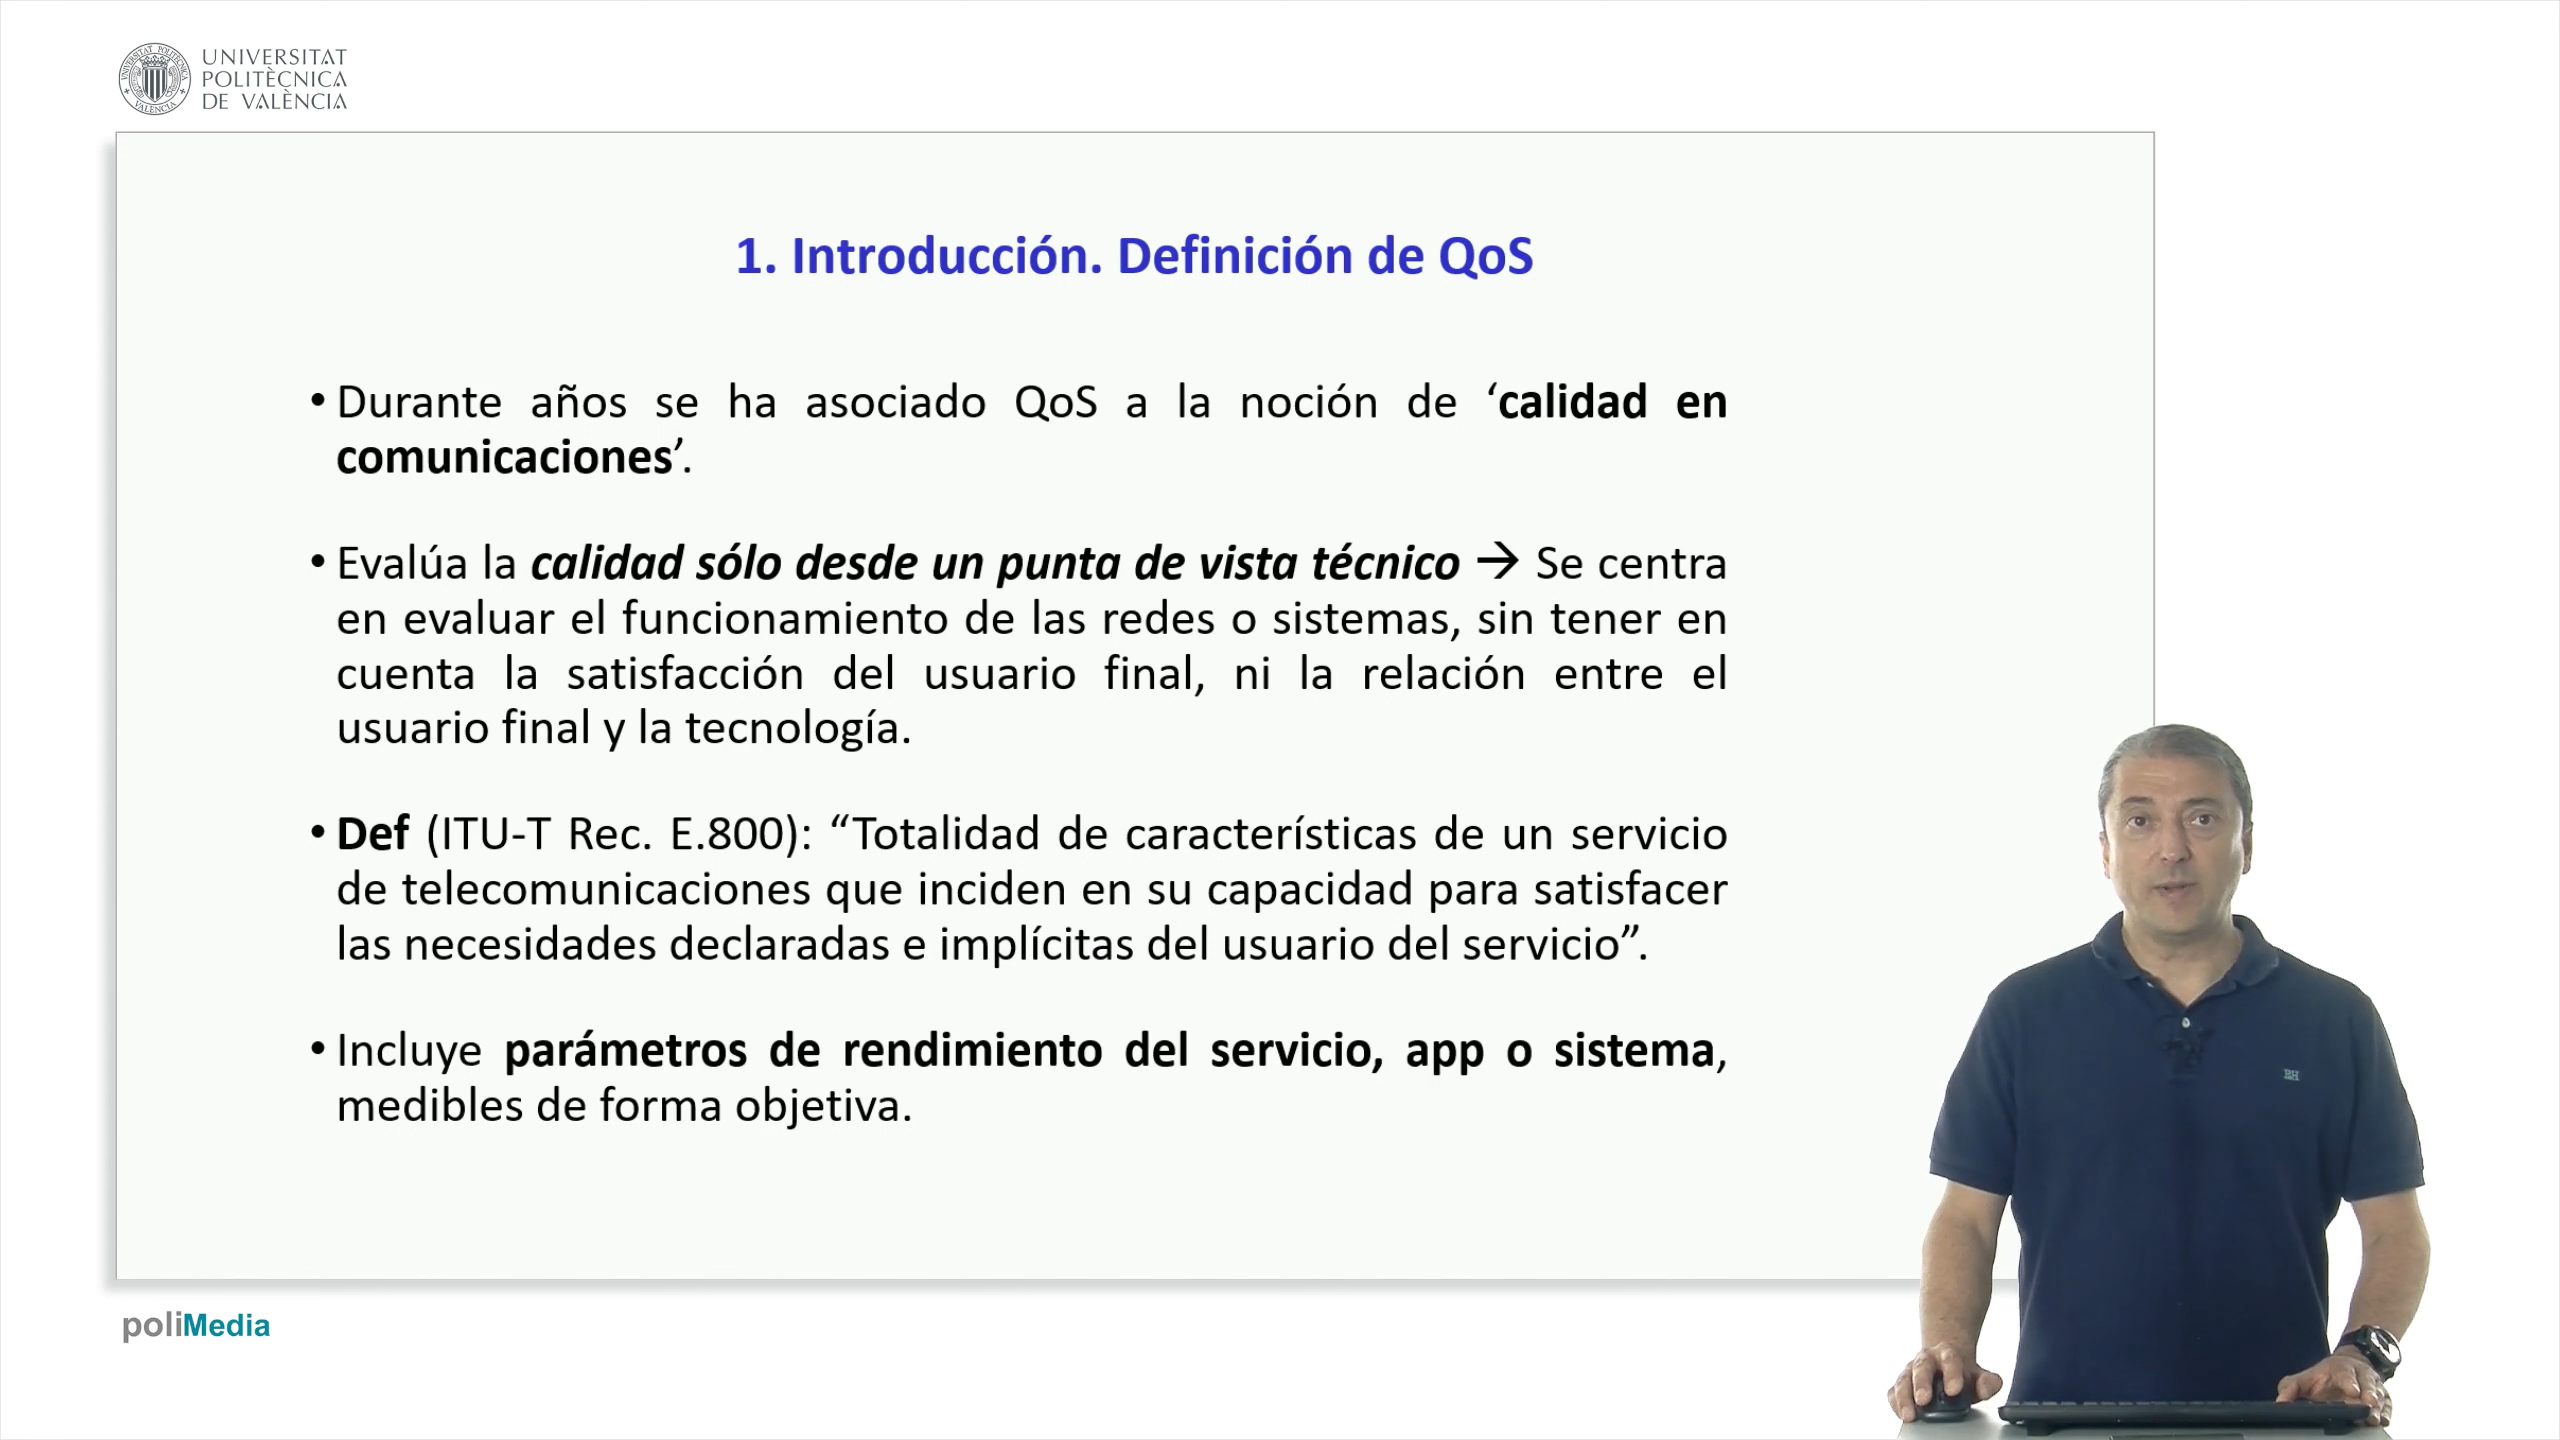 UNIVERSITAT
POLITÈCNICA
DE VALÈNCIA
1. Introducción. Definición de QoS
• Durante años se ha asociado QoS a la noción de ‘calidad en
comunicaciones’.
• Evalúa la calidad sólo desde un punta de vista técnico → Se centra
en evaluar el funcionamiento de las redes o sistemas, sin tener en
cuenta la satisfacción del usuario final, ni la relación entre el
usuario final y la tecnología.
• Def (ITU-T Rec. E.800): “Totalidad de características de un servicio
de telecomunicaciones que inciden en su capacidad para satisfacer
las necesidades declaradas e implícitas del usuario del servicio”.
• Incluye parámetros de rendimiento del servicio, app o sistema,
medibles de forma objetiva.
poliMedia